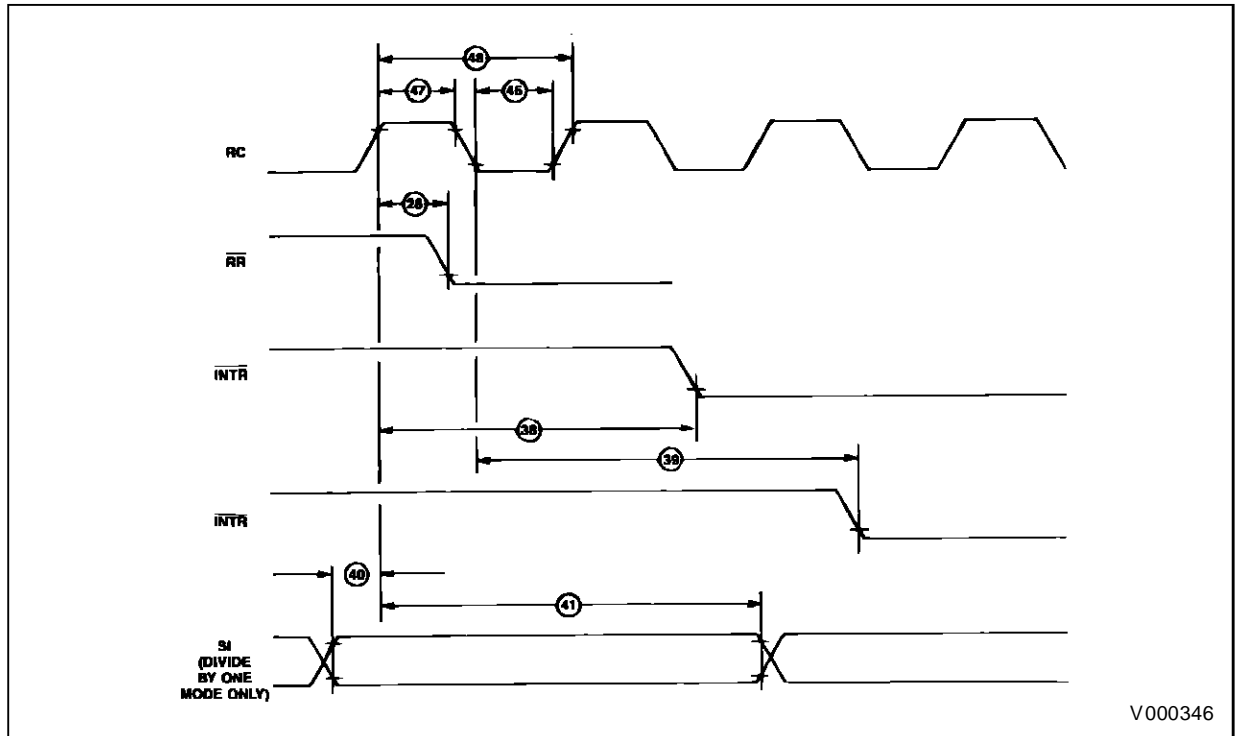 48
47
46
RC
28
RR
INTR
38
39
INTR
40
41
SI
(DIVIDE
BY ONE
MODE ONLY)
V000346